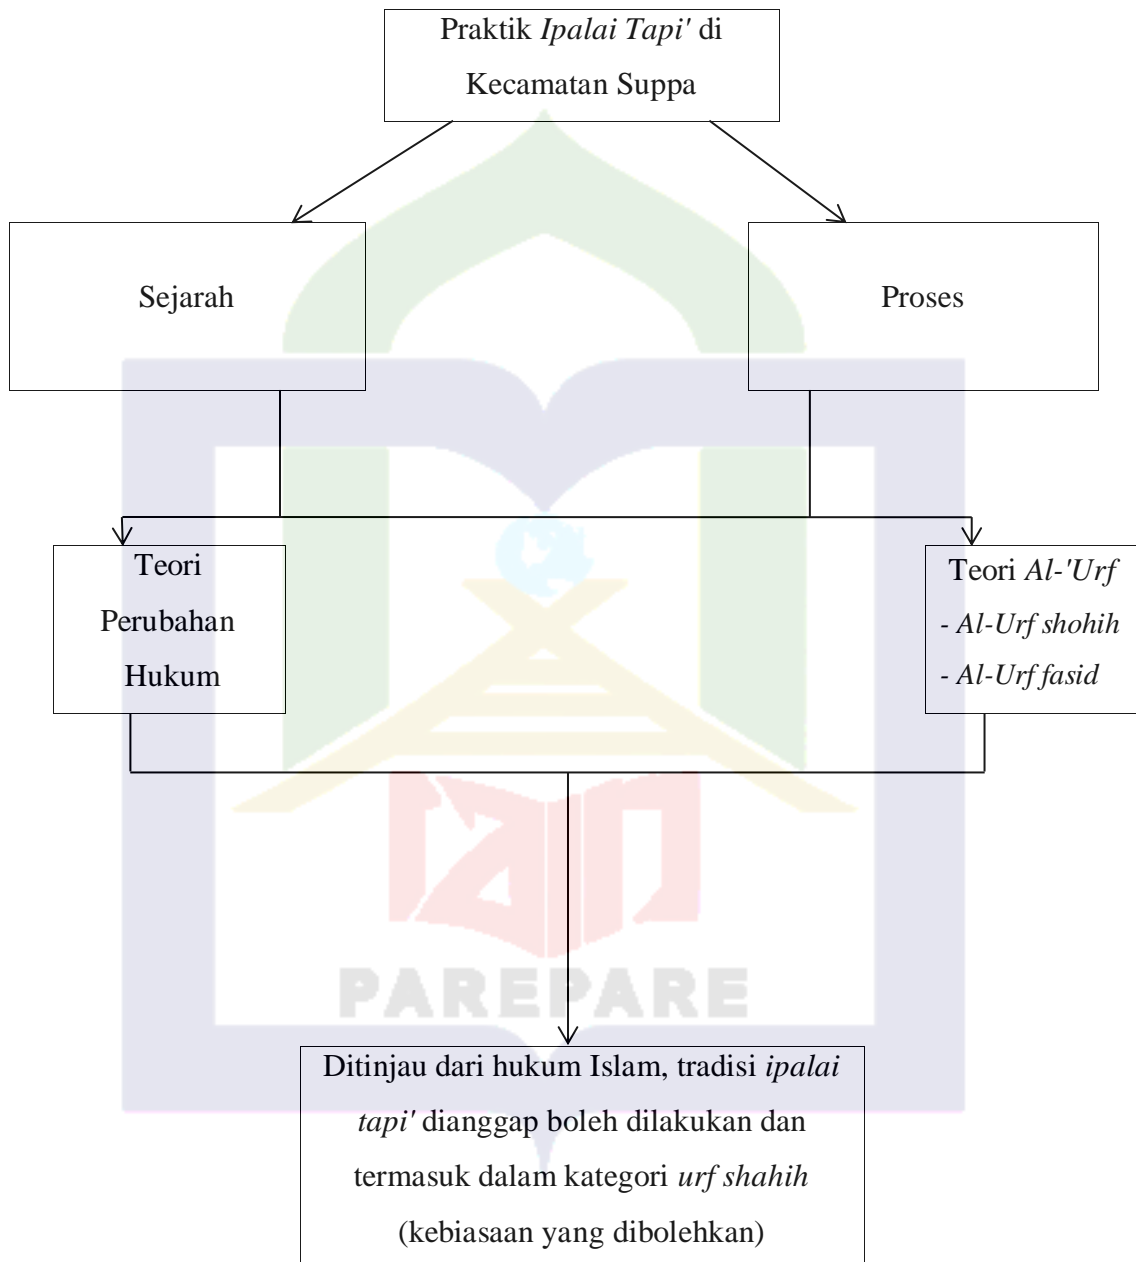 Praktik Ipalai Tapi' di
Kecamatan Suppa
Sejarah
Proses
Teori
Perubahan
Hukum
Teori Al-'Urf
- Al-Urf shohih
- Al-Urf fasid
PAREPARE
Ditinjau dari hukum Islam, tradisi ipalai
tapi' dianggap boleh dilakukan dan
termasuk dalam kategori urf shahih
(kebiasaan yang dibolehkan)